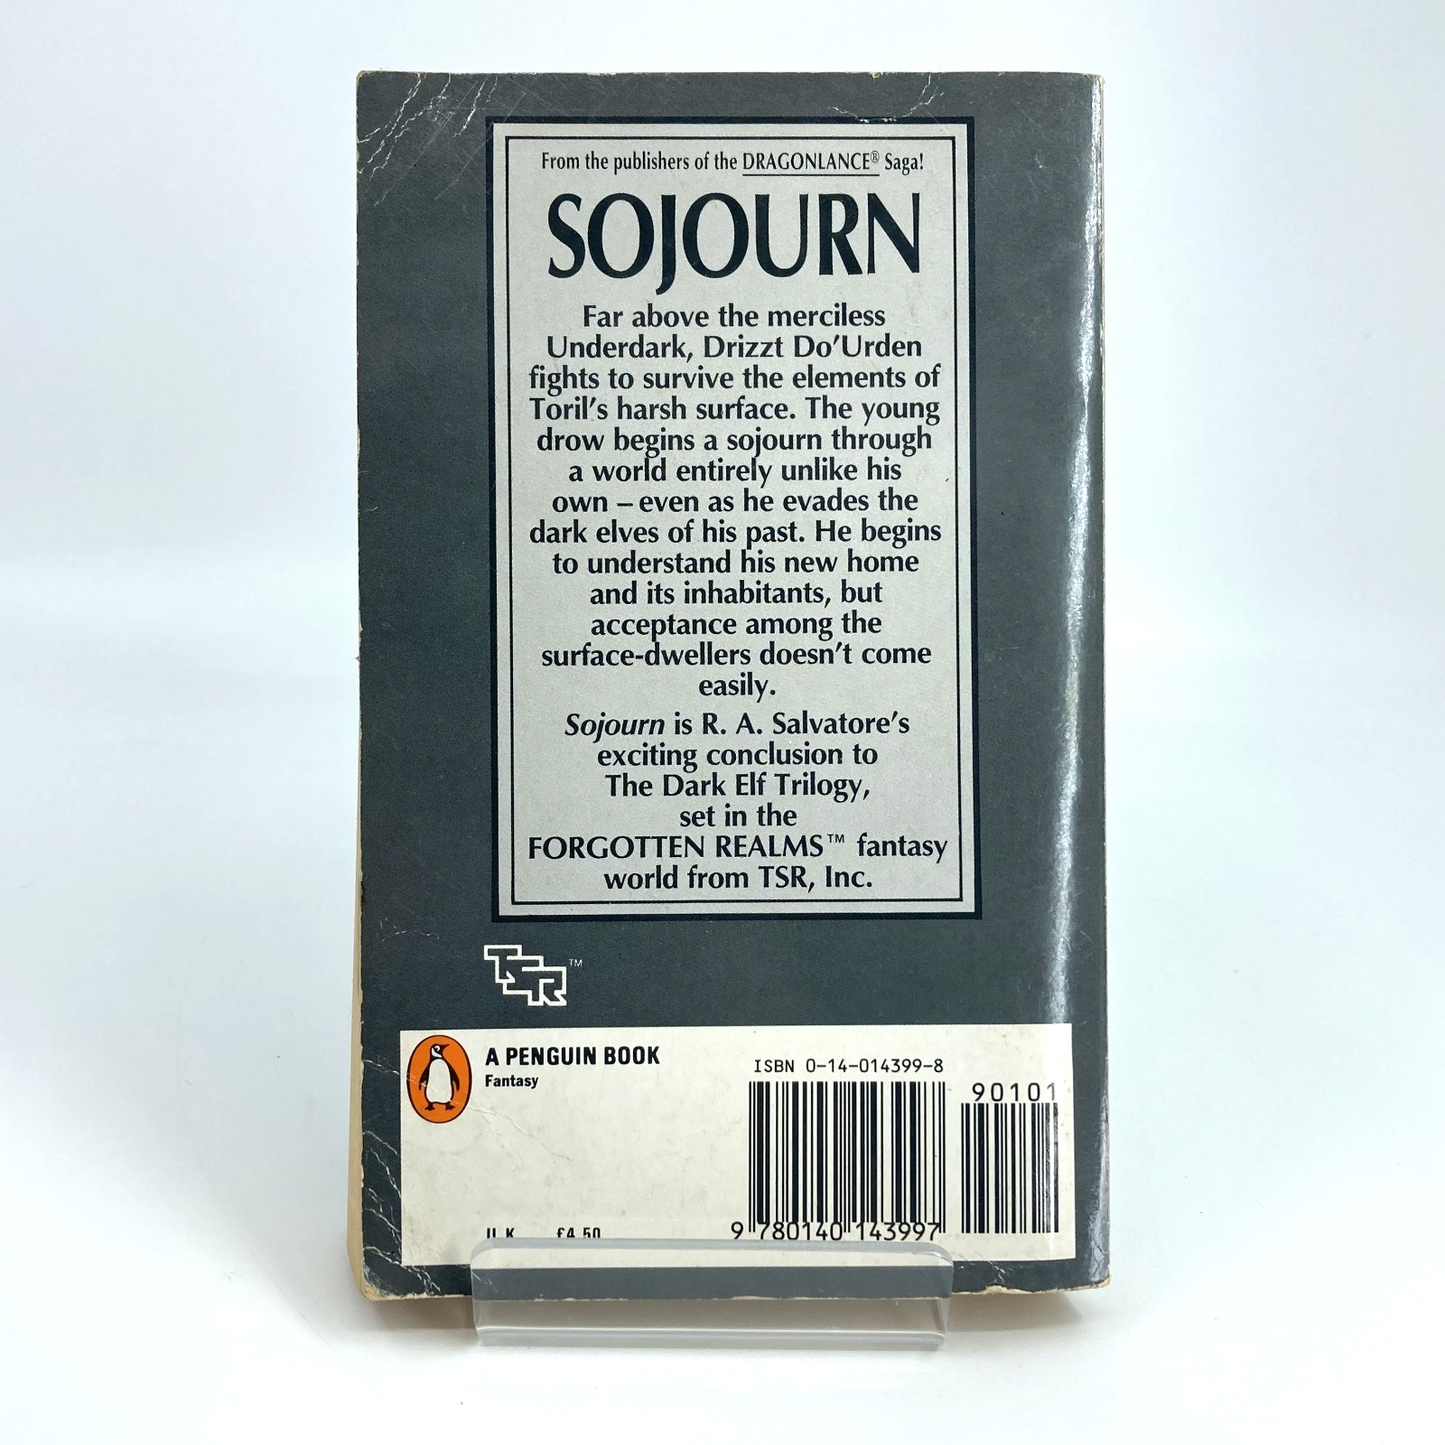 From the publishers of the DRAGONLANCE® Saga!
SOJOURN
Far above the merciless
Underdark, Drizzt Do'Urden
fights to survive the elements of
Toril's harsh surface. The young
drow begins a sojourn through
a world entirely unlike his
own – even as he evades the
dark elves of his past. He begins
to understand his new home
and its inhabitants, but
acceptance among the
surface-dwellers doesn't come
easily.
Sojourn is R. A. Salvatore's
exciting conclusion to
The Dark Elf Trilogy,
set in the
FORGOTTEN REALMS™ fantasy
world from TSR, Inc.
TSR™
A PENGUIN BOOK
Fantasy
ISBN 0-14-014399-8
90101
9 780140 143997
U.K. £4.50